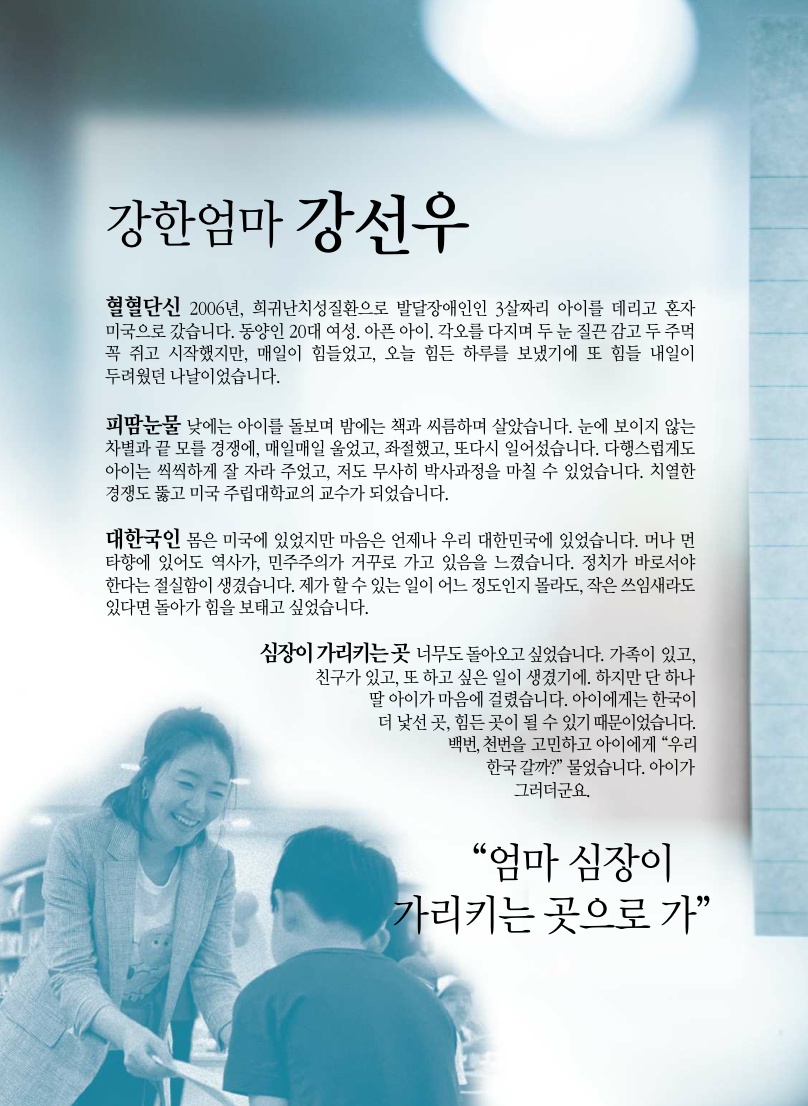 강한엄마 강선우
혈혈단신 2006년, 희귀난치성질환으로 발달장애인인 3살짜리 아이를 데리고 혼자
미국으로 갔습니다. 동양인 20대 여성. 아픈 아이. 각오를 다지며 두 눈 질끈 감고 두 주먹
꼭 쥐고 시작했지만, 매일이 힘들었고, 오늘 힘든 하루를 보냈기에 또 힘들 내일이
두려웠던 나날이었습니다.
피땀눈물 낮에는 아이를 돌보며 밤에는 책과 씨름하며 살았습니다. 눈에 보이지 않는
차별과 끝 모를 경쟁에, 매일매일 울었고, 좌절했고, 또다시 일어섰습니다. 다행스럽게도
아이는 씩씩하게 잘 자라 주었고, 저도 무사히 박사과정을 마칠 수 있었습니다. 치열한
경쟁도 뚫고 미국 주립대학교의 교수가 되었습니다.
대한국인 몸은 미국에 있었지만 마음은 언제나 우리 대한민국에 있었습니다. 머나 먼
타향에 있어도 역사가, 민주주의가 거꾸로 가고 있음을 느꼈습니다. 정치가 바로서야
한다는 절실함이 생겼습니다. 제가 할 수 있는 일이 어느 정도인지 몰라도, 작은 쓰임새라도
있다면 돌아가 힘을 보태고 싶었습니다.
심장이 가리키는 곳 너무도 돌아오고 싶었습니다. 가족이 있고,
친구가 있고, 또 하고 싶은 일이 생겼기에. 하지만 단 하나
딸 아이가 마음에 걸렸습니다. 아이에게는 한국이
더 낯선 곳, 힘든 곳이 될 수 있기 때문이었습니다.
백번, 천번을 고민하고 아이에게 “우리
한국 갈까?” 물었습니다. 아이가
그러더군요.
“엄마 심장이
가리키는 곳으로 가”